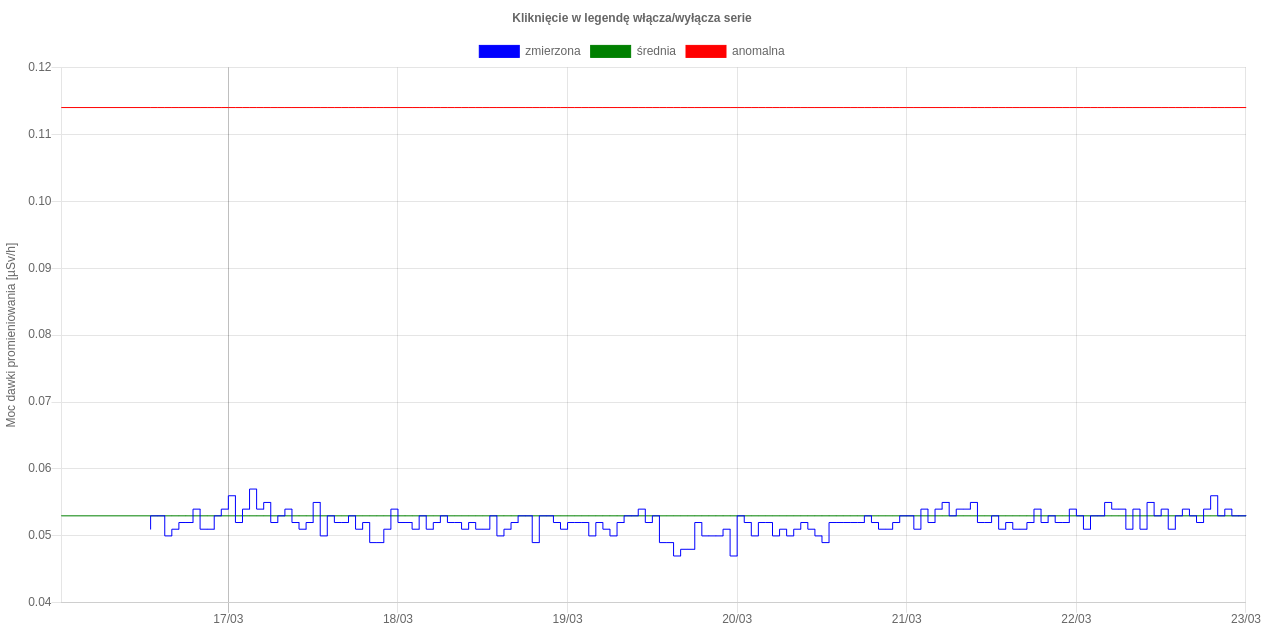 Kliknięcie w legendę włącza/wyłącza serie
zmierzona średnia anomalna
Moc dawki promieniowania [µSv/h]
0.12
0.11
0.10
0.09
0.08
0.07
0.06
0.05
0.04
17/03 18/03 19/03 20/03 21/03 22/03 23/03